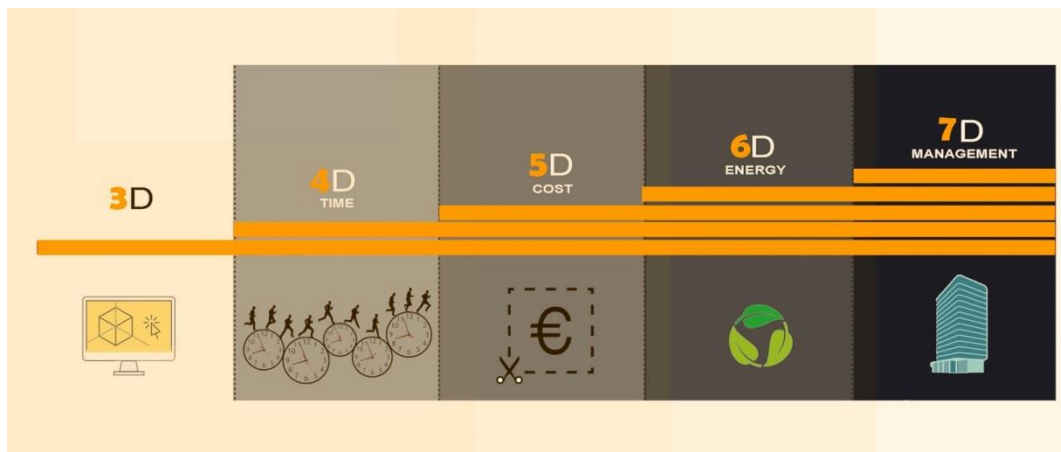 3D
4D
TIME
5D
COST
6D
ENERGY
7D
MANAGEMENT
€